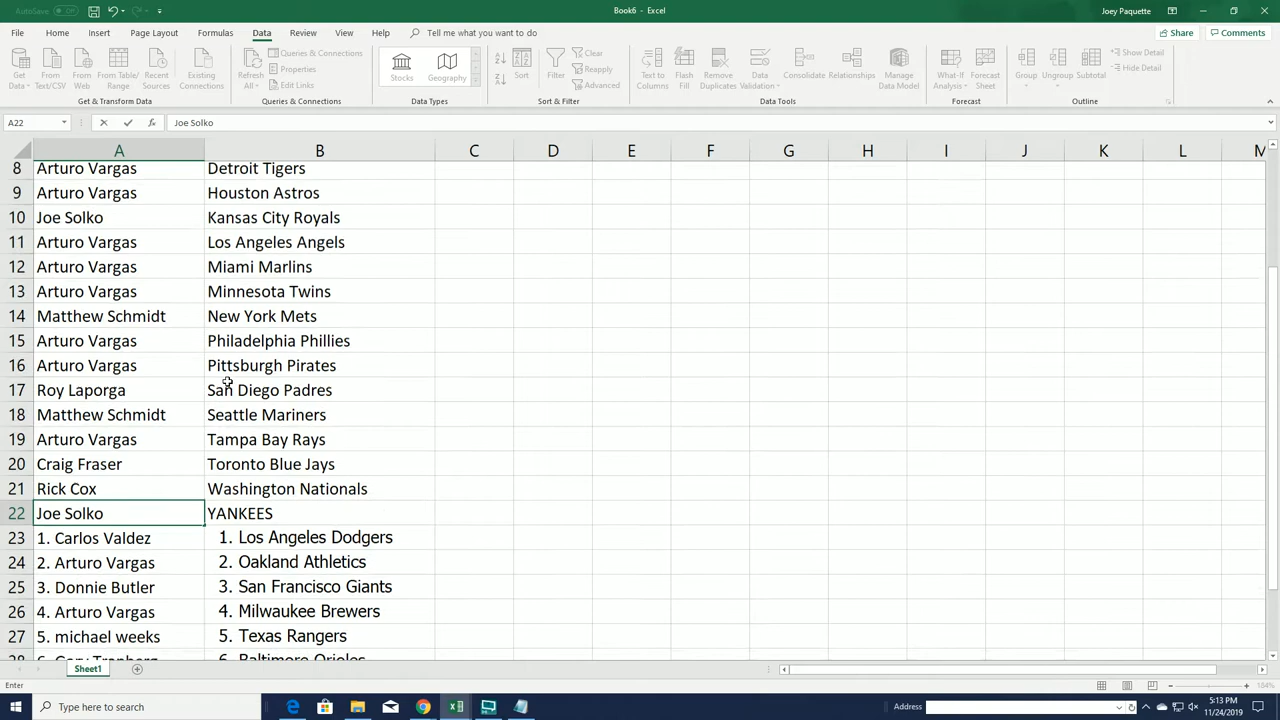 AutoSave Off
Book6 - Excel
Joey Paquette
File Home Insert Page Layout Formulas Data Review View Help Tell me what you want to do
Share Comments
Get Data From Text/CSV From Web From Table/Range Recent Sources Existing Connections
Get & Transform Data
Refresh All Queries & Connections Properties Edit Links
Queries & Connections
Stocks Geography
Data Types
Sort Filter Clear Reapply Advanced
Sort & Filter
Text to Columns Flash Fill Remove Duplicates Data Validation Consolidate Relationships Manage Data Model
Data Tools
What-If Analysis Forecast Sheet
Forecast
Group Ungroup Subtotal Show Detail Hide Detail
Outline
A22 fx Joe Solko
A B C D E F G H I J K L M
8 Arturo Vargas Detroit Tigers
9 Arturo Vargas Houston Astros
10 Joe Solko Kansas City Royals
11 Arturo Vargas Los Angeles Angels
12 Arturo Vargas Miami Marlins
13 Arturo Vargas Minnesota Twins
14 Matthew Schmidt New York Mets
15 Arturo Vargas Philadelphia Phillies
16 Arturo Vargas Pittsburgh Pirates
17 Roy Laporga San Diego Padres
18 Matthew Schmidt Seattle Mariners
19 Arturo Vargas Tampa Bay Rays
20 Craig Fraser Toronto Blue Jays
21 Rick Cox Washington Nationals
22 Joe Solko YANKEES
23 1. Carlos Valdez 1. Los Angeles Dodgers
24 2. Arturo Vargas 2. Oakland Athletics
25 3. Donnie Butler 3. San Francisco Giants
26 4. Arturo Vargas 4. Milwaukee Brewers
27 5. michael weeks 5. Texas Rangers
28 6. Gary 6. Baltimore Orioles
Sheet1
Enter
184%
Type here to search
Address
5:13 PM
11/24/2019